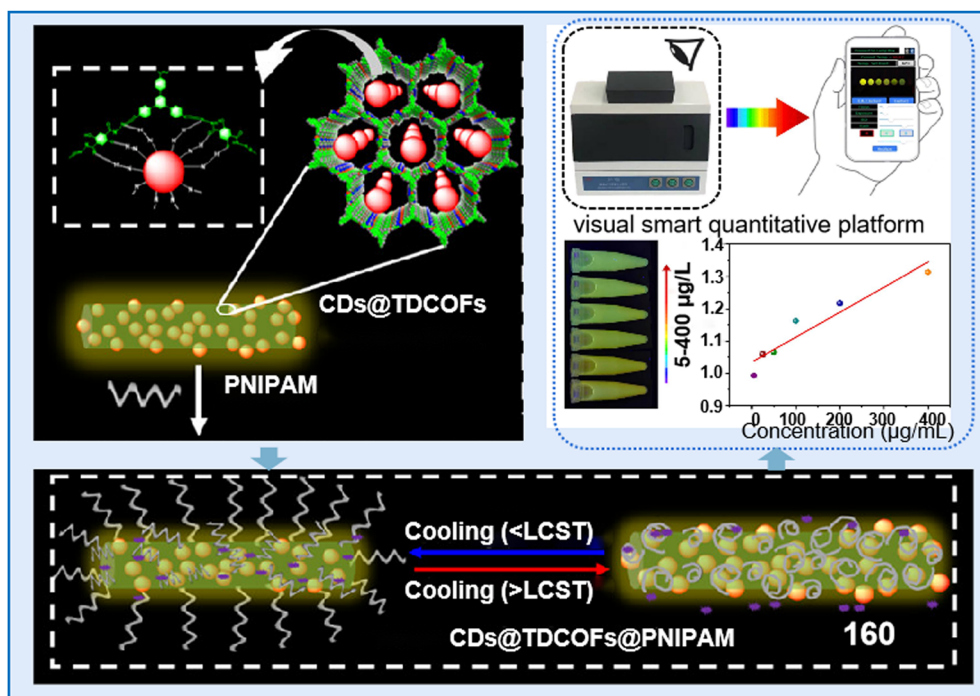 CDs@TDCOFs
PNIPAM
visual smart quantitative platform
5-400 µg/L
1.4
1.3
1.2
1.1
1.0
0.9
0 100 200 300 400
Concentration (µg/mL)
Cooling (<LCST)
Cooling (>LCST)
CDs@TDCOFs@PNIPAM
160